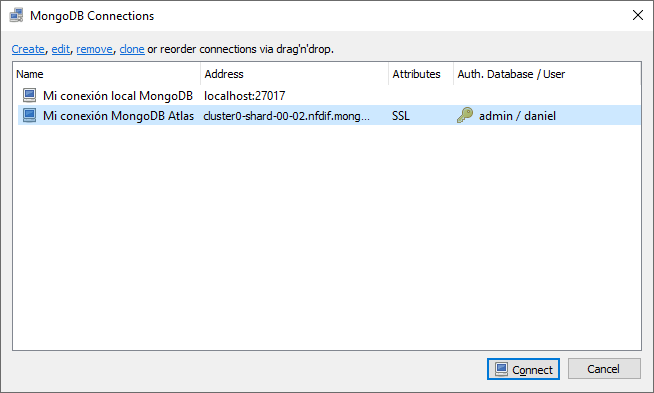 MongoDB Connections
Create, edit, remove, clone or reorder connections via drag'n'drop.
Name Address Attributes Auth. Database / User
Mi conexión local MongoDB localhost:27017
Mi conexión MongoDB Atlas cluster0-shard-00-02.nfdif.mong... SSL admin / daniel
Connect Cancel